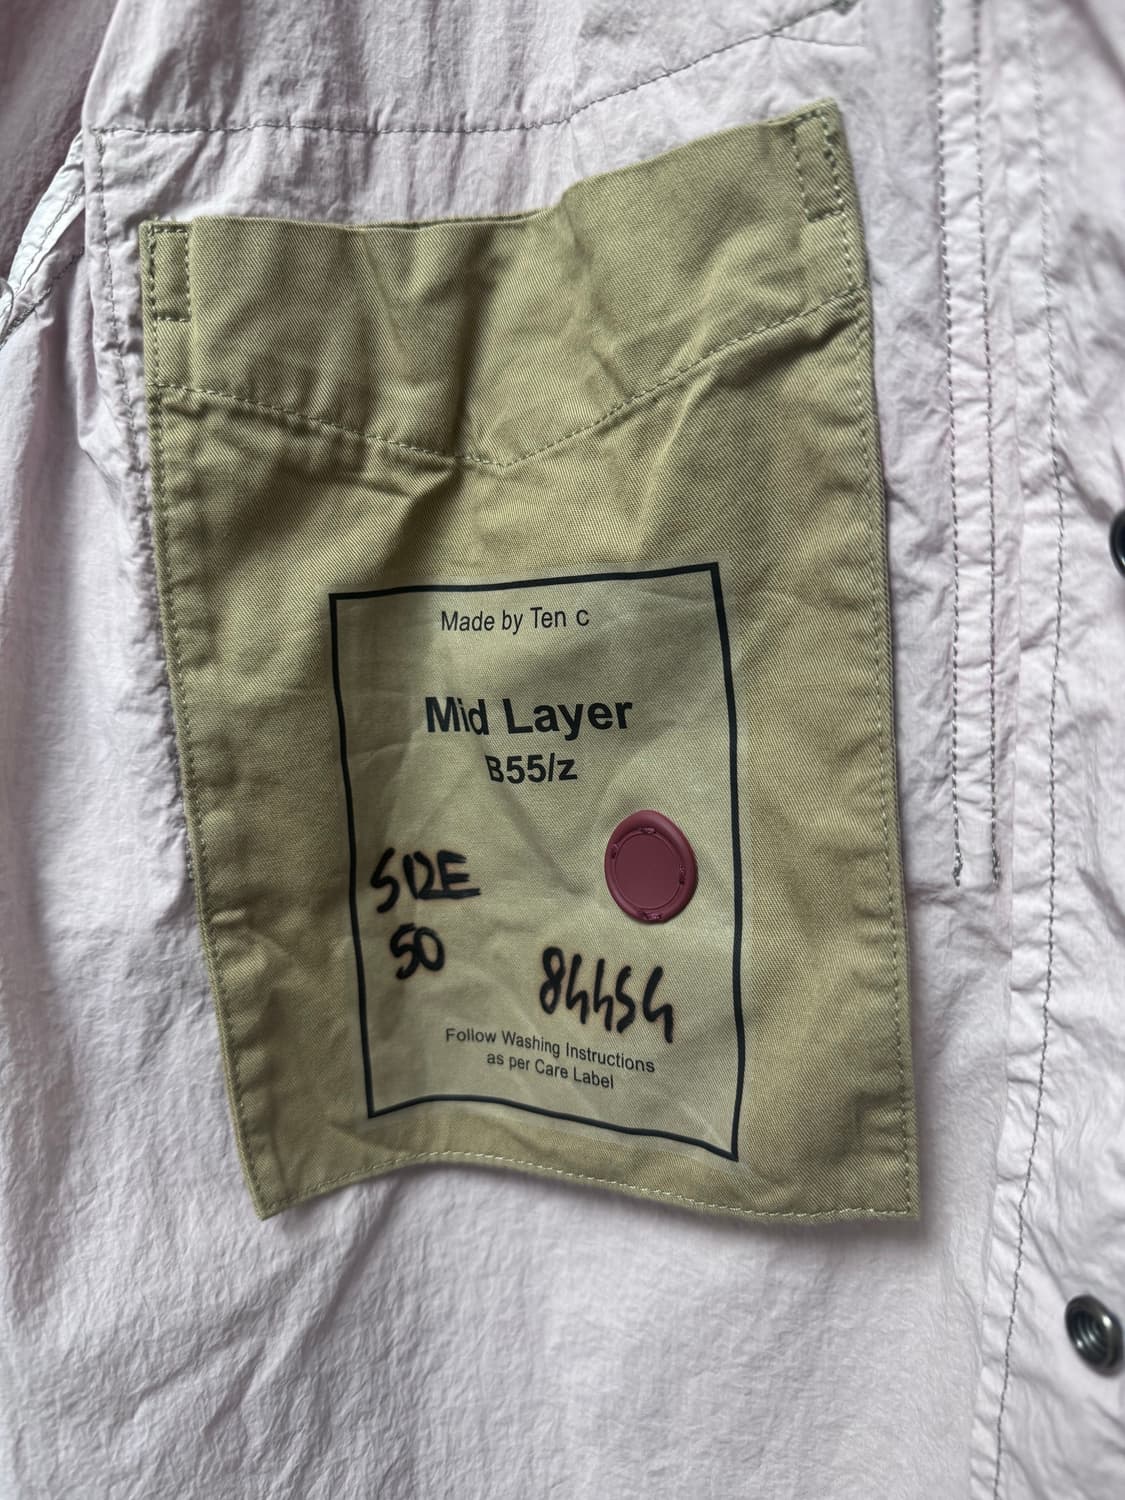 Made by Ten c
Mid Layer
B55/z
SIZE
50
84454
Follow Washing Instructions
as per Care Label